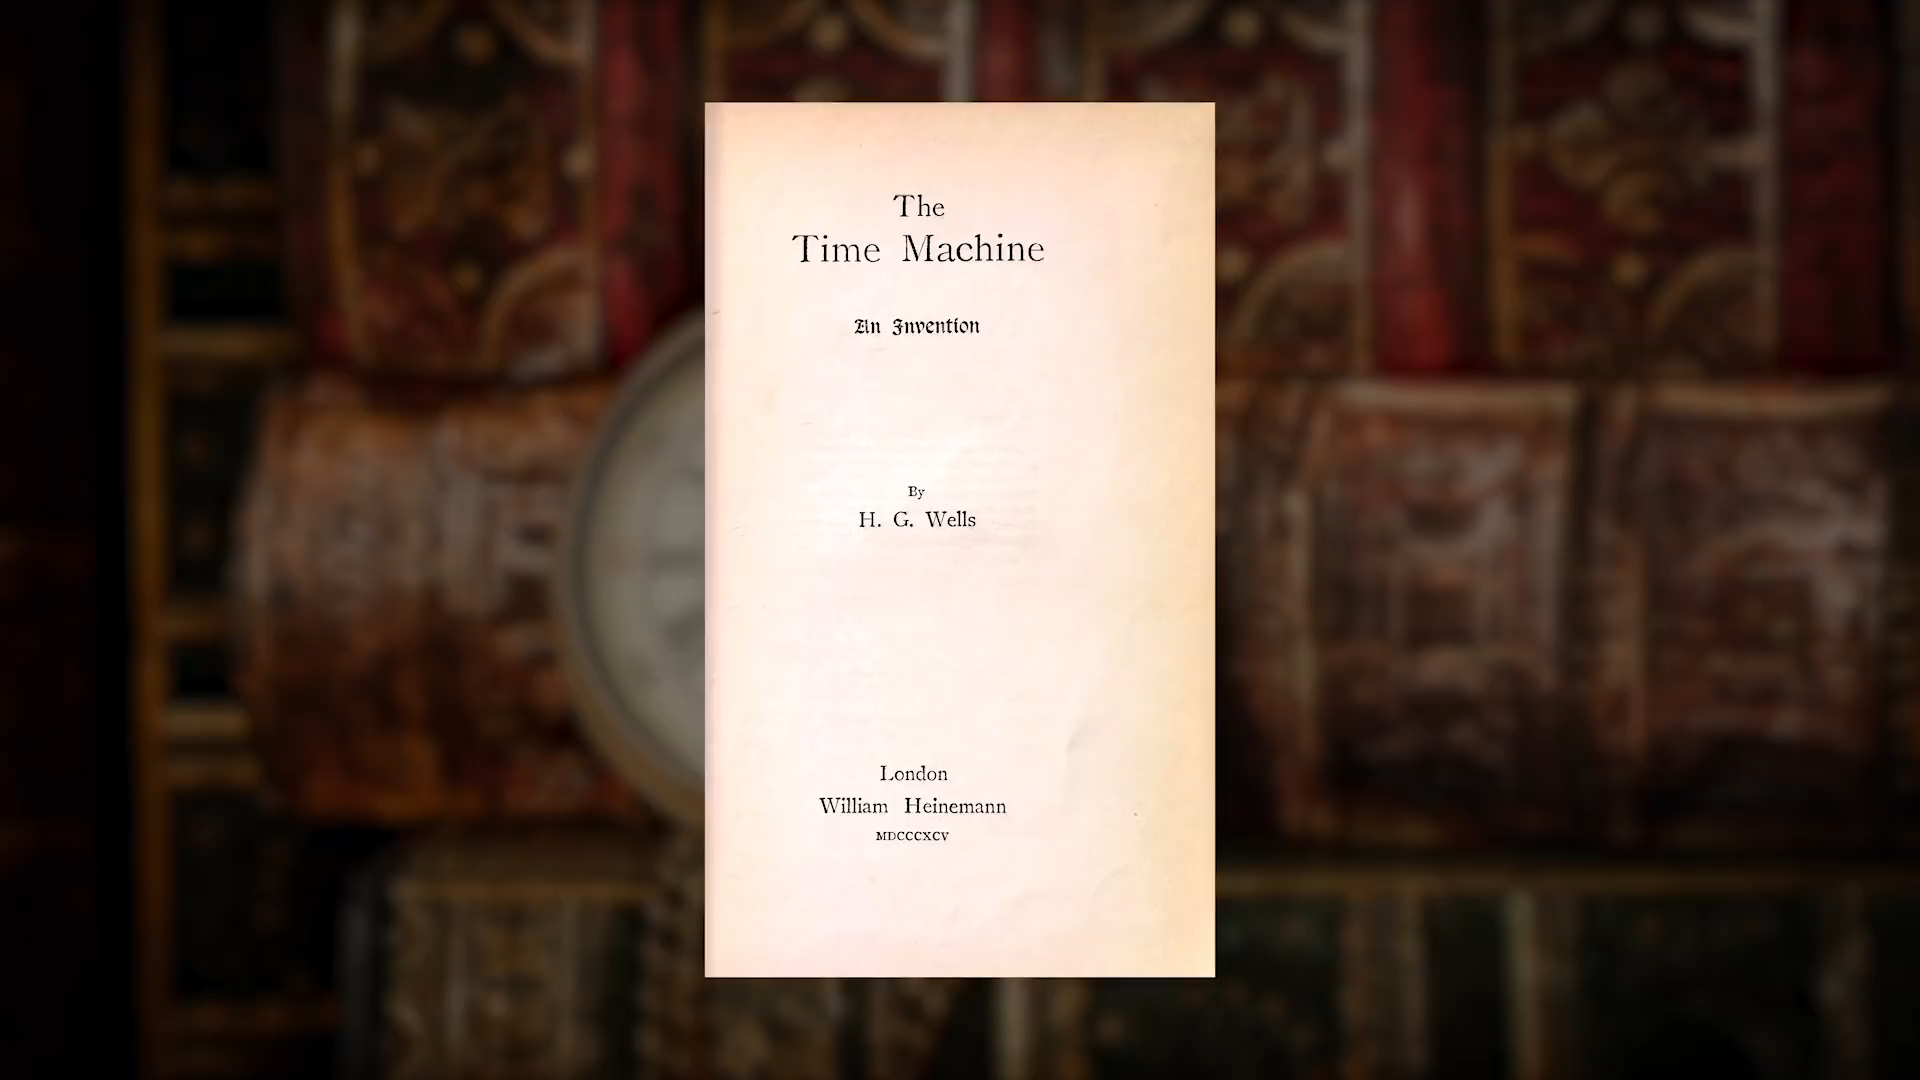 The
Time Machine
An Invention
By
H. G. Wells
London
William Heinemann
MDCCCXCV